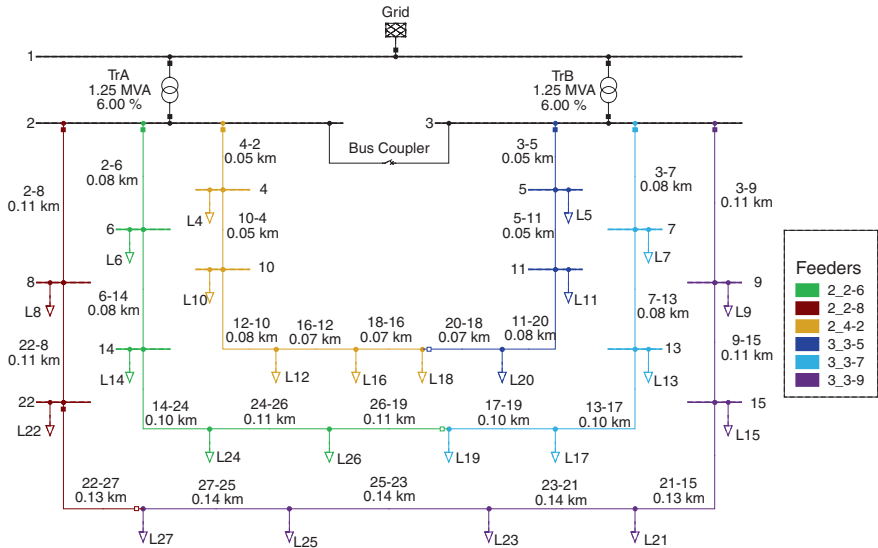 Grid
1
TrA
1.25 MVA
6.00 %
TrB
1.25 MVA
6.00 %
2
3
Bus Coupler
4-2
0.05 km
3-5
0.05 km
2-6
0.08 km
3-7
0.08 km
2-8
0.11 km
3-9
0.11 km
4
L4
5
L5
10-4
0.05 km
5-11
0.05 km
6
L6
7
L7
8
L8
10
L10
11
L11
9
L9
6-14
0.08 km
7-13
0.08 km
12-10
0.08 km
16-12
0.07 km
18-16
0.07 km
20-18
0.07 km
11-20
0.08 km
22-8
0.11 km
9-15
0.11 km
14
L14
L12
L16
L18
L20
13
L13
22
L22
15
L15
14-24
0.10 km
24-26
0.11 km
26-19
0.11 km
17-19
0.10 km
13-17
0.10 km
L24
L26
L19
L17
22-27
0.13 km
27-25
0.14 km
25-23
0.14 km
23-21
0.14 km
21-15
0.13 km
L27
L25
L23
L21
Feeders
2_2-6
2_2-8
2_4-2
3_3-5
3_3-7
3_3-9